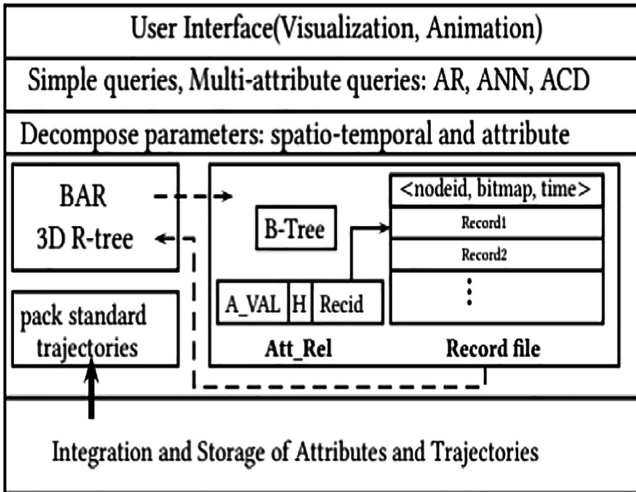 User Interface(Visualization, Animation)
Simple queries, Multi-attribute queries: AR, ANN, ACD
Decompose parameters: spatio-temporal and attribute
BAR
3D R-tree
pack standard
trajectories
B-Tree
A_VAL H Recid
Att_Rel
<nodeid, bitmap, time>
Record1
Record2
Record file
Integration and Storage of Attributes and Trajectories